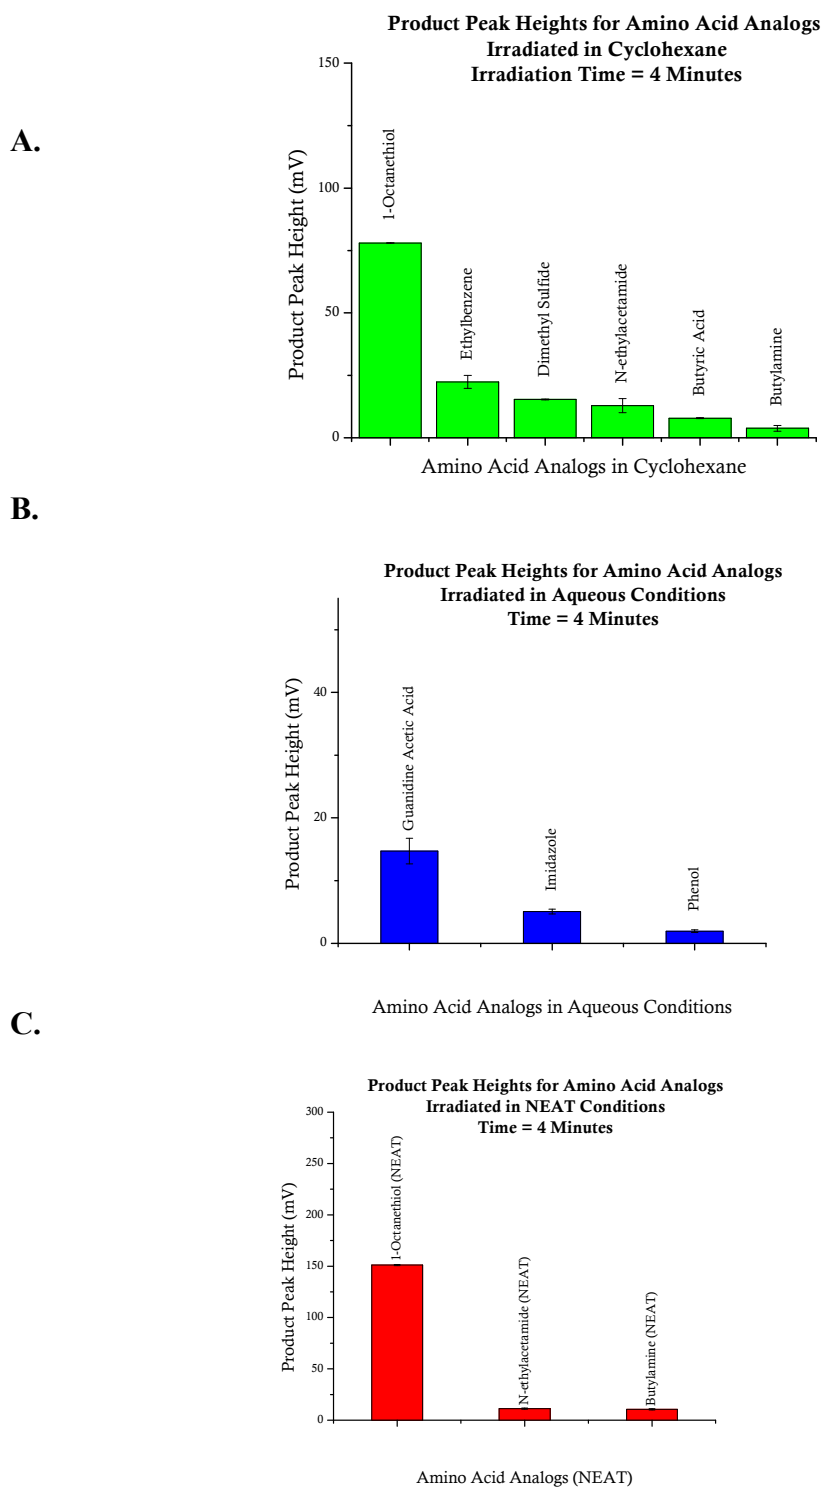 A.
Product Peak Heights for Amino Acid Analogs
Irradiated in Cyclohexane
Irradiation Time = 4 Minutes
Product Peak Height (mV)
150
100
50
0
1-Octanethiol
Ethylbenzene
Dimethyl Sulfide
N-ethylacetamide
Butyric Acid
Butylamine
Amino Acid Analogs in Cyclohexane
B.
Product Peak Heights for Amino Acid Analogs
Irradiated in Aqueous Conditions
Time = 4 Minutes
Product Peak Height (mV)
40
20
0
Guanidine Acetic Acid
Imidazole
Phenol
Amino Acid Analogs in Aqueous Conditions
C.
Product Peak Heights for Amino Acid Analogs
Irradiated in NEAT Conditions
Time = 4 Minutes
Product Peak Height (mV)
300
250
200
150
100
50
0
1-Octanethiol (NEAT)
N-ethylacetamide (NEAT)
Butylamine (NEAT)
Amino Acid Analogs (NEAT)